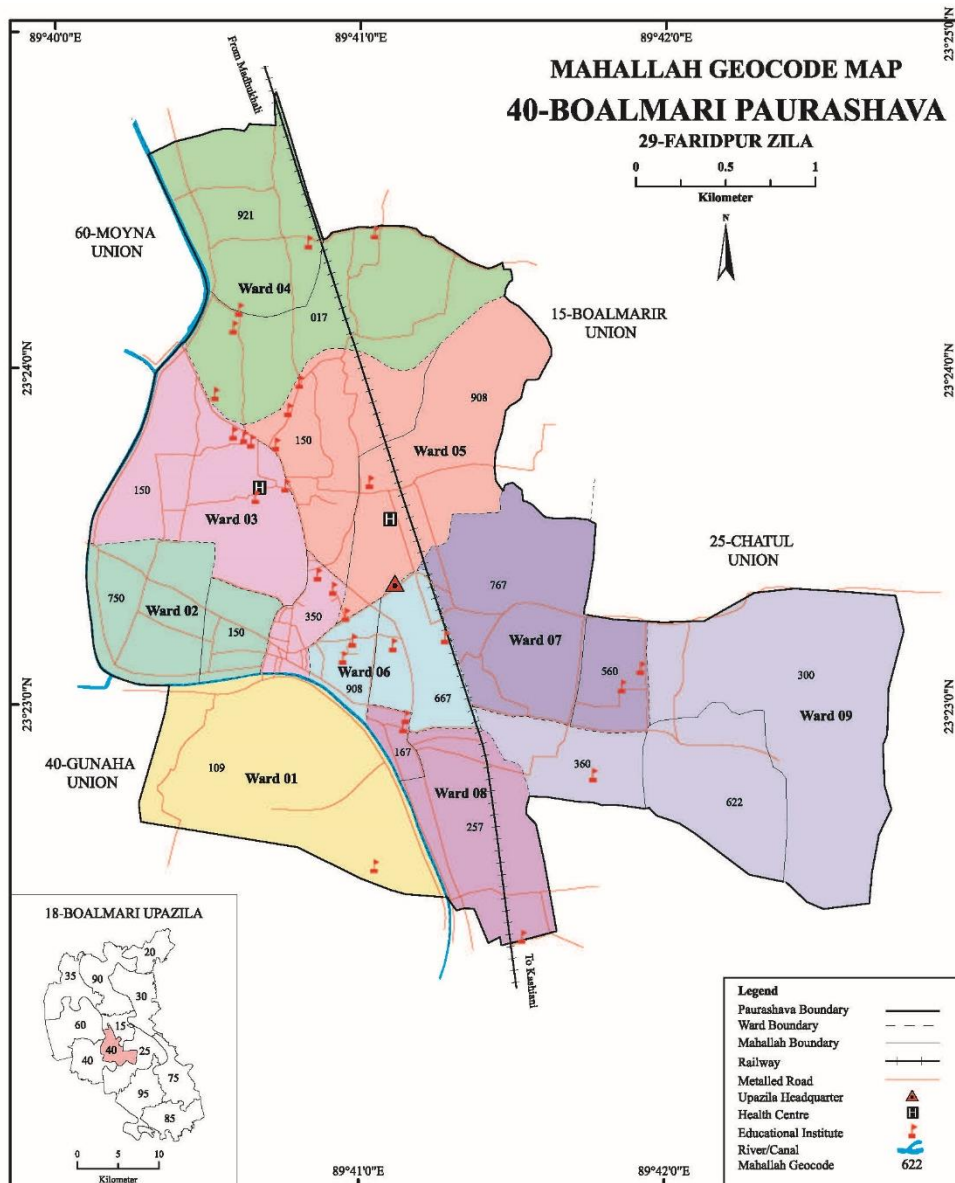 89°40'0"E
89°41'0"E
89°42'0"E
23°25'0"N
From Madhukhali
MAHALLAH GEOCODE MAP
40-BOALMARI PAURASHAVA
29-FARIDPUR ZILA
0 0.5 1
Kilometer
N
60-MOYNA
UNION
921
Ward 04
017
15-BOALMARIR
UNION
23°24'0"N
23°24'0"N
908
150
Ward 05
150
H
Ward 03
H
25-CHATUL
UNION
767
750
Ward 02
350
150
Ward 07
560
Ward 06
908
667
300
Ward 09
23°23'0"N
23°23'0"N
40-GUNAHA
UNION
109
Ward 01
167
360
Ward 08
257
622
18-BOALMARI UPAZILA
20
35
90
30
60
15
40
25
40
75
95
85
0 5 10
Kilometer
To Kashiani
89°41'0"E
89°42'0"E
Legend
Paurashava Boundary
Ward Boundary
Mahallah Boundary
Railway
Metalled Road
Upazila Headquarter
Health Centre H
Educational Institute
River/Canal
Mahallah Geocode 622